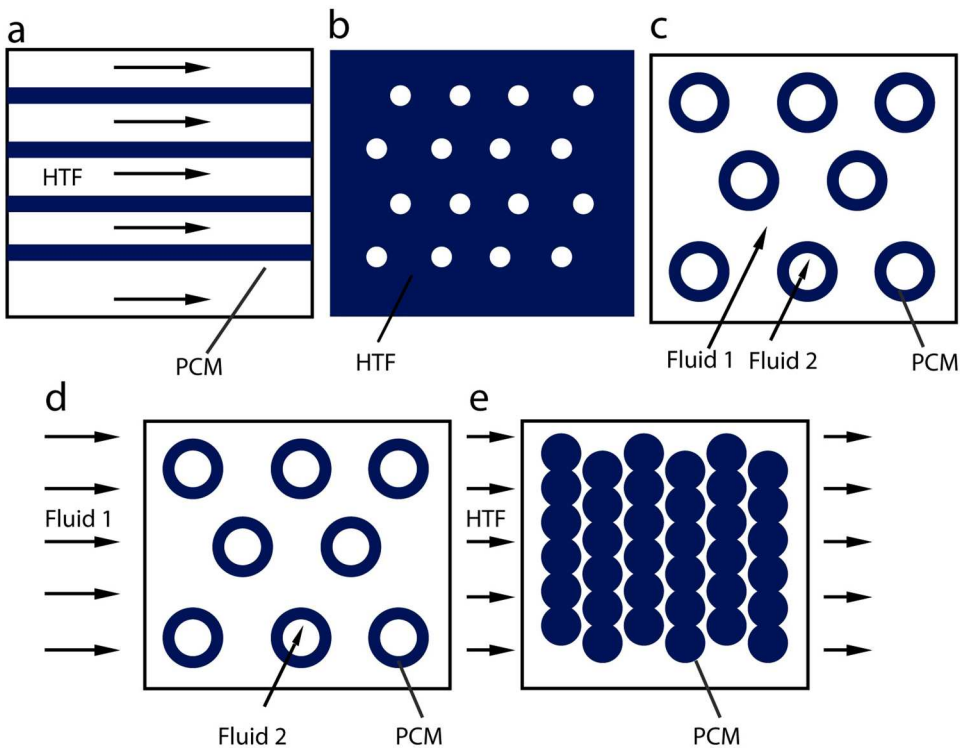 a
b
c
HTF
PCM
HTF
Fluid 1
Fluid 2
PCM
d
e
Fluid 1
HTF
Fluid 2
PCM
PCM